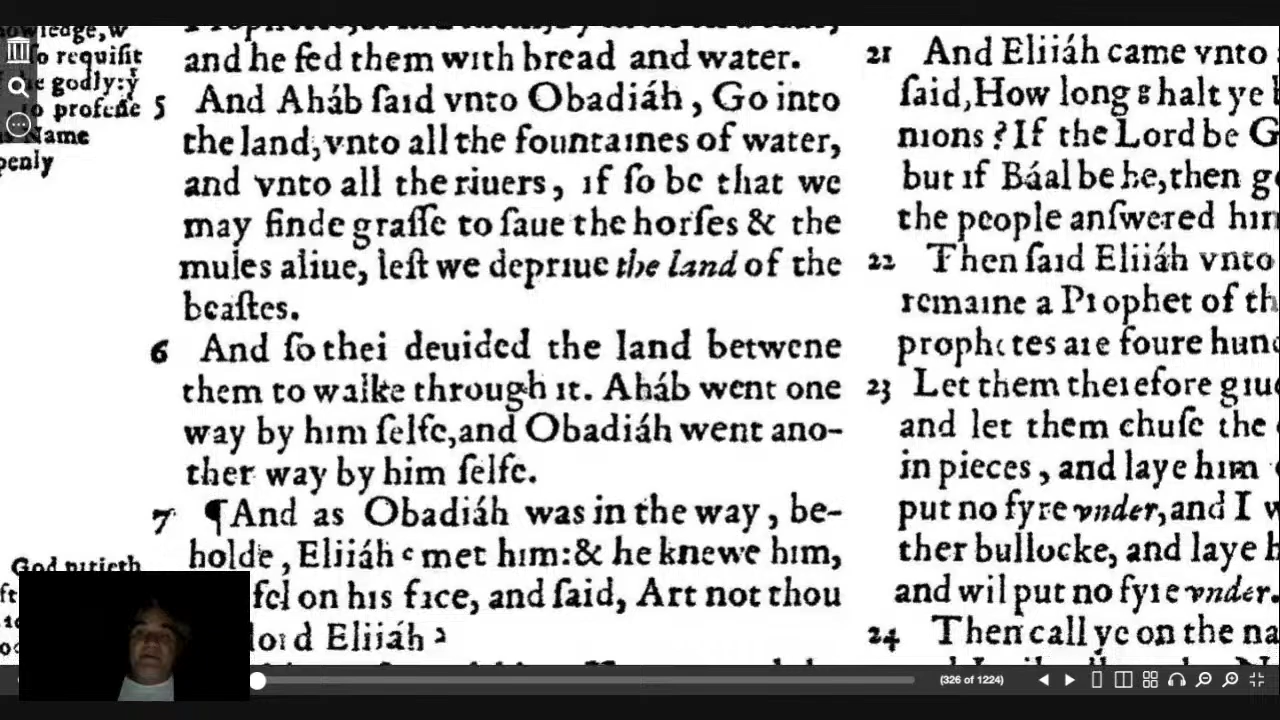 and he fed them with bread and water.
5 And Aháb ſaid vnto Obadiáh, Go into
the land, vnto all the fountaines of water,
and vnto all the riuers, if ſo be that we
may finde graſſe to ſaue the horſes & the
mules aliue, leſt we depriue the land of the
beaſtes.
6 And ſo thei deuided the land betwene
them to walke through it. Aháb went one
way by him ſelfe, and Obadiáh went ano-
ther way by him ſelfe.
7 ¶And as Obadiáh was in the way, be-
holde, Eliiáh c met him: & he knewe him,
fel on his face, and ſaid, Art not thou
lord Eliiáh?
requiſit
godly: ẏ
profeſſe
Name
penly
God pitieth
21 And Eliiáh came vnto
ſaid, How long g halt ye
nions? If the Lord be
but if Báal be he, then
the people anſwered him
22 Then ſaid Eliiáh vnto
remaine a Prophet of
prophetes are foure
23 Let them therefore
and let them chuſe the
in pieces, and laye him
put no fyre vnder, and I
ther bullocke, and laye
and wil put no fyre vnder.
24 Then call ye on the
(326 of 1224)